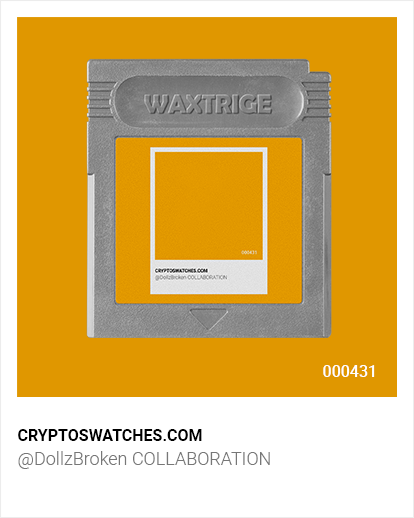 WAXTRIGE
000431
CRYPTOSWATCHES.COM
@DollzBroken COLLABORATION
000431
CRYPTOSWATCHES.COM
@DollzBroken COLLABORATION